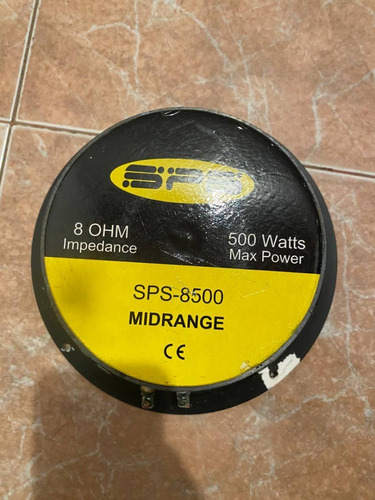 SPS
8 OHM
Impedance
500 Watts
Max Power
SPS-8500
MIDRANGE
CE